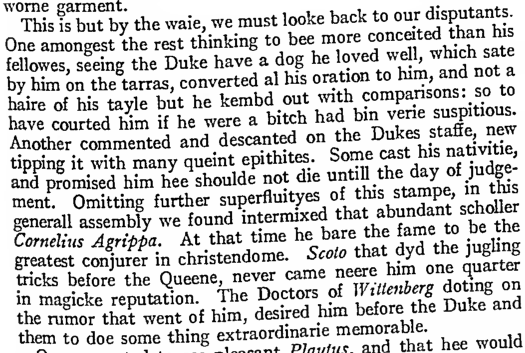 worne garment.
This is but by the waie, we must looke back to our disputants.
One amongest the rest thinking to bee more conceited than his
fellowes, seeing the Duke have a dog he loved well, which sate
by him on the tarras, converted al his oration to him, and not a
haire of his tayle but he kembd out with comparisons: so to
have courted him if he were a bitch had bin verie suspitious.
Another commented and descanted on the Dukes staffe, new
tipping it with many queint epithites. Some cast his nativitie,
and promised him hee shoulde not die untill the day of judge-
ment. Omitting further superfluityes of this stampe, in this
generall assembly we found intermixed that abundant scholler
Cornelius Agrippa. At that time he bare the fame to be the
greatest conjurer in christendome. Scoto that dyd the jugling
tricks before the Queene, never came neere him one quarter
in magicke reputation. The Doctors of Wittenberg doting on
the rumor that went of him, desired him before the Duke and
them to doe some thing extraordinarie memorable.
pleasant Plautus, and that hee would